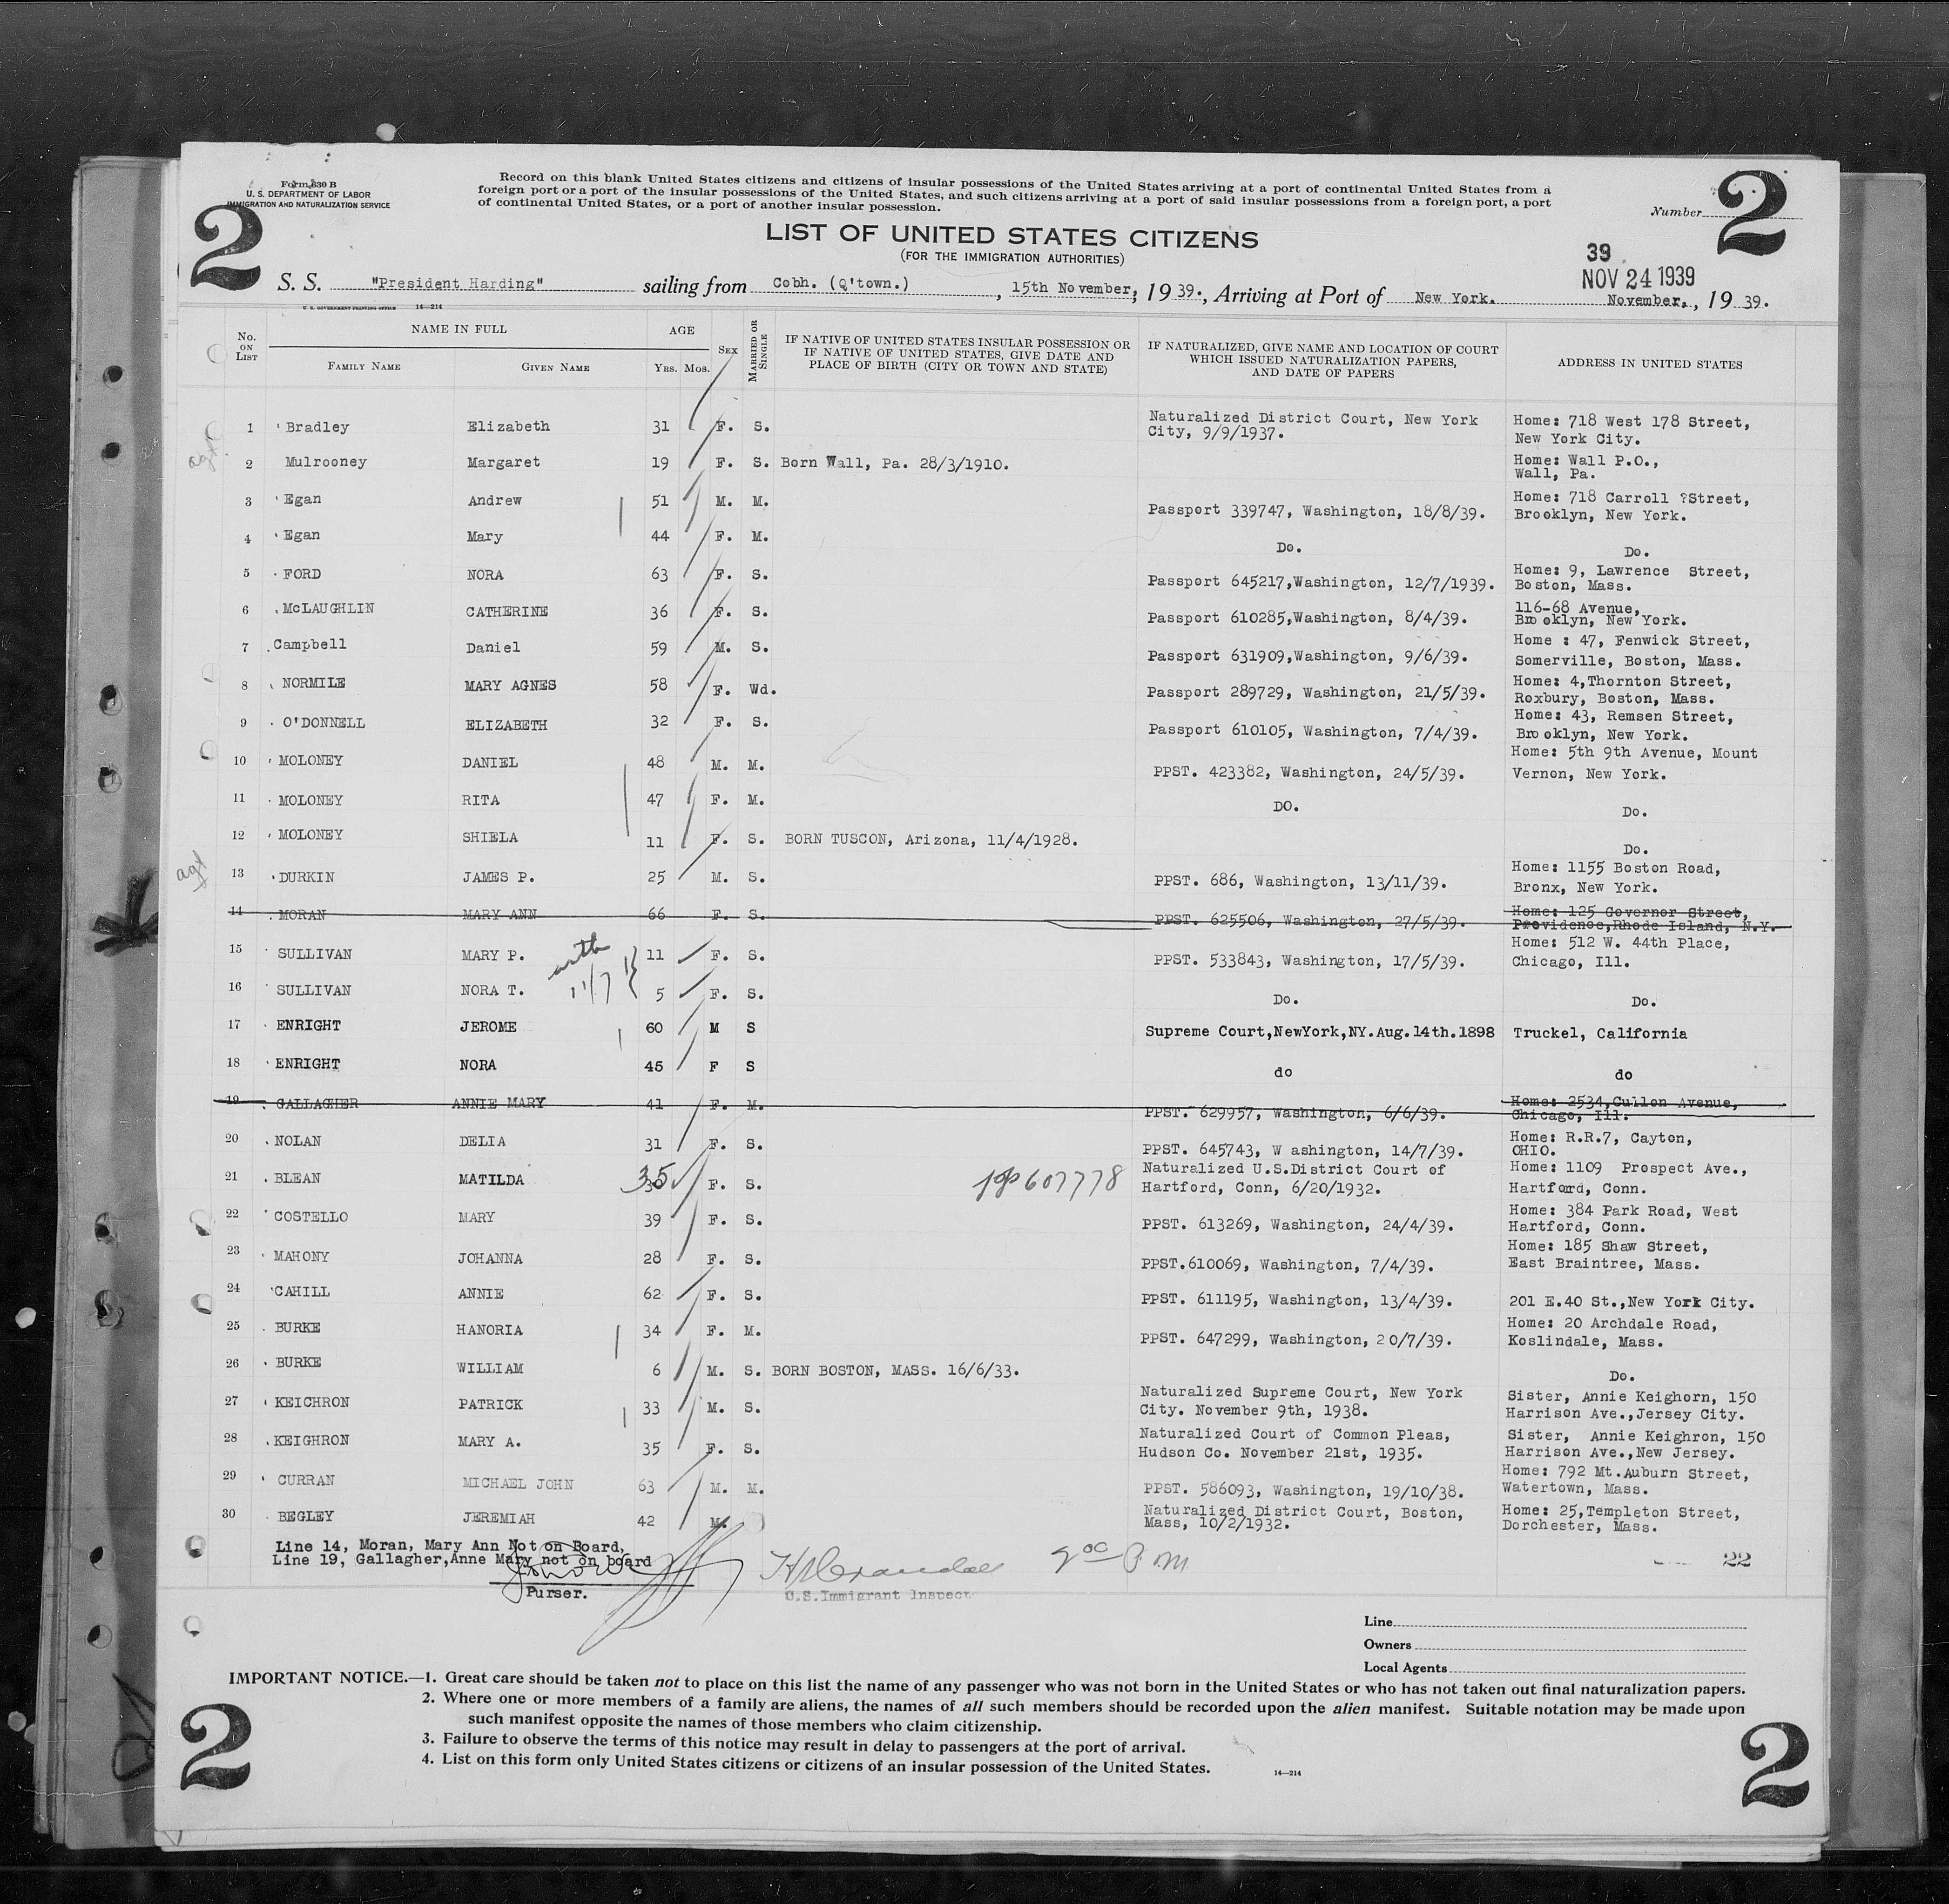 Form 630 B
U. S. DEPARTMENT OF LABOR
IMMIGRATION AND NATURALIZATION SERVICE
2
Record on this blank United States citizens and citizens of insular possessions of the United States arriving at a port of continental United States from a
foreign port or a port of the insular possessions of the United States, and such citizens arriving at a port of said insular possessions from a foreign port, a port
of continental United States, or a port of another insular possession.
Number
2
LIST OF UNITED STATES CITIZENS
(FOR THE IMMIGRATION AUTHORITIES)
39
NOV 24 1939
S. S. "President Harding" sailing from Cobh. (Q'town.), 15th November; 19 39., Arriving at Port of New York. November,, 19 39.
U. S. GOVERNMENT PRINTING OFFICE 14—214
No. ON LIST
NAME IN FULL
FAMILY NAME GIVEN NAME
AGE
YRS. MOS.
SEX
MARRIED OR SINGLE
IF NATIVE OF UNITED STATES INSULAR POSSESSION OR
IF NATIVE OF UNITED STATES, GIVE DATE AND
PLACE OF BIRTH (CITY OR TOWN AND STATE)
IF NATURALIZED, GIVE NAME AND LOCATION OF COURT
WHICH ISSUED NATURALIZATION PAPERS,
AND DATE OF PAPERS
ADDRESS IN UNITED STATES
1 Bradley Elizabeth 31 F. S. Naturalized District Court, New York Home: 718 West 178 Street,
City, 9/9/1937. New York City.
agt
2 Mulrooney Margaret 19 F. S. Born Wall, Pa. 28/3/1910. Home: Wall P.O.,
Wall, Pa.
3 Egan Andrew 51 M. M. Passport 339747, Washington, 18/8/39. Home: 718 Carroll ?Street,
Brooklyn, New York.
4 Egan Mary 44 F. M. Do. Do.
5 FORD NORA 63 F. S. Passport 645217,Washington, 12/7/1939. Home: 9, Lawrence Street,
Boston, Mass.
6 McLAUGHLIN CATHERINE 36 F. S. Passport 610285,Washington, 8/4/39. 116-68 Avenue,
Brooklyn, New York.
7 Campbell Daniel 59 M. S. Passport 631909,Washington, 9/6/39. Home : 47, Fenwick Street,
Somerville, Boston, Mass.
8 NORMILE MARY AGNES 58 F. Wd. Passport 289729, Washington, 21/5/39. Home: 4,Thornton Street,
Roxbury, Boston, Mass.
9 O'DONNELL ELIZABETH 32 F. S. Passport 610105, Washington, 7/4/39. Home: 43, Remsen Street,
Brooklyn, New York.
10 MOLONEY DANIEL 48 M. M. PPST. 423382, Washington, 24/5/39. Home: 5th 9th Avenue, Mount
Vernon, New York.
11 MOLONEY RITA 47 F. M. DO. Do.
12 MOLONEY SHIELA 11 F. S. BORN TUSCON, Arizona, 11/4/1928. Do.
agt
13 DURKIN JAMES P. 25 M. S. PPST. 686, Washington, 13/11/39. Home: 1155 Boston Road,
Bronx, New York.
14 MORAN MARY ANN 66 F. S. PPST. 625506, Washington, 27/5/39. Home: 125 Governor Street,
Providence,Rhode Island, N.Y.
15 SULLIVAN MARY P. with 11 F. S. PPST. 533843, Washington, 17/5/39. Home: 512 W. 44th Place,
Chicago, Ill.
16 SULLIVAN NORA T. 11/7 5 F. S. Do. Do.
17 ENRIGHT JEROME 60 M S Supreme Court,NewYork,NY.Aug.14th.1898 Truckel, California
18 ENRIGHT NORA 45 F S do do
19 GALLAGHER ANNIE MARY 41 F. M. PPST. 629957, Washington, 6/6/39. Home: 2534,Cullon Avenue,
Chicago, Ill.
20 NOLAN DELIA 31 F. S. PPST. 645743, W ashington, 14/7/39. Home: R.R.7, Cayton,
OHIO.
21 BLEAN MATILDA 35 F. S. pp 607778 Naturalized U.S.District Court of Home: 1109 Prospect Ave.,
Hartford, Conn, 6/20/1932. Hartford, Conn.
22 COSTELLO MARY 39 F. S. PPST. 613269, Washington, 24/4/39. Home: 384 Park Road, West
Hartford, Conn.
23 MAHONY JOHANNA 28 F. S. PPST.610069, Washington, 7/4/39. Home: 185 Shaw Street,
East Braintree, Mass.
24 CAHILL ANNIE 62 F. S. PPST. 611195, Washington, 13/4/39. 201 E.40 St.,New York City.
25 BURKE HANORIA 34 F. M. PPST. 647299, Washington, 20/7/39. Home: 20 Archdale Road,
Koslindale, Mass.
26 BURKE WILLIAM 6 M. S. BORN BOSTON, MASS. 16/6/33. Do.
27 KEICHRON PATRICK 33 M. S. Naturalized Supreme Court, New York Sister, Annie Keighorn, 150
City. November 9th, 1938. Harrison Ave.,Jersey City.
28 KEIGHRON MARY A. 35 F. S. Naturalized Court of Common Pleas, Sister, Annie Keighron, 150
Hudson Co. November 21st, 1935. Harrison Ave.,New Jersey.
29 CURRAN MICHAEL JOHN 63 M. M. PPST. 586093, Washington, 19/10/38. Home: 792 Mt.Auburn Street,
Watertown, Mass.
30 BEGLEY JEREMIAH 42 M. Naturalized District Court, Boston, Home: 25,Templeton Street,
Mass, 10/2/1932. Dorchester, Mass.
Line 14, Moran, Mary Ann Not on Board,
Line 19, Gallagher,Anne Mary not on board
Purser.
U.S.Immigrant Inspect
9 00 P M
22
Line
Owners
Local Agents
IMPORTANT NOTICE.—1. Great care should be taken not to place on this list the name of any passenger who was not born in the United States or who has not taken out final naturalization papers.
2. Where one or more members of a family are aliens, the names of all such members should be recorded upon the alien manifest. Suitable notation may be made upon
such manifest opposite the names of those members who claim citizenship.
3. Failure to observe the terms of this notice may result in delay to passengers at the port of arrival.
4. List on this form only United States citizens or citizens of an insular possession of the United States.
14—214
2
2